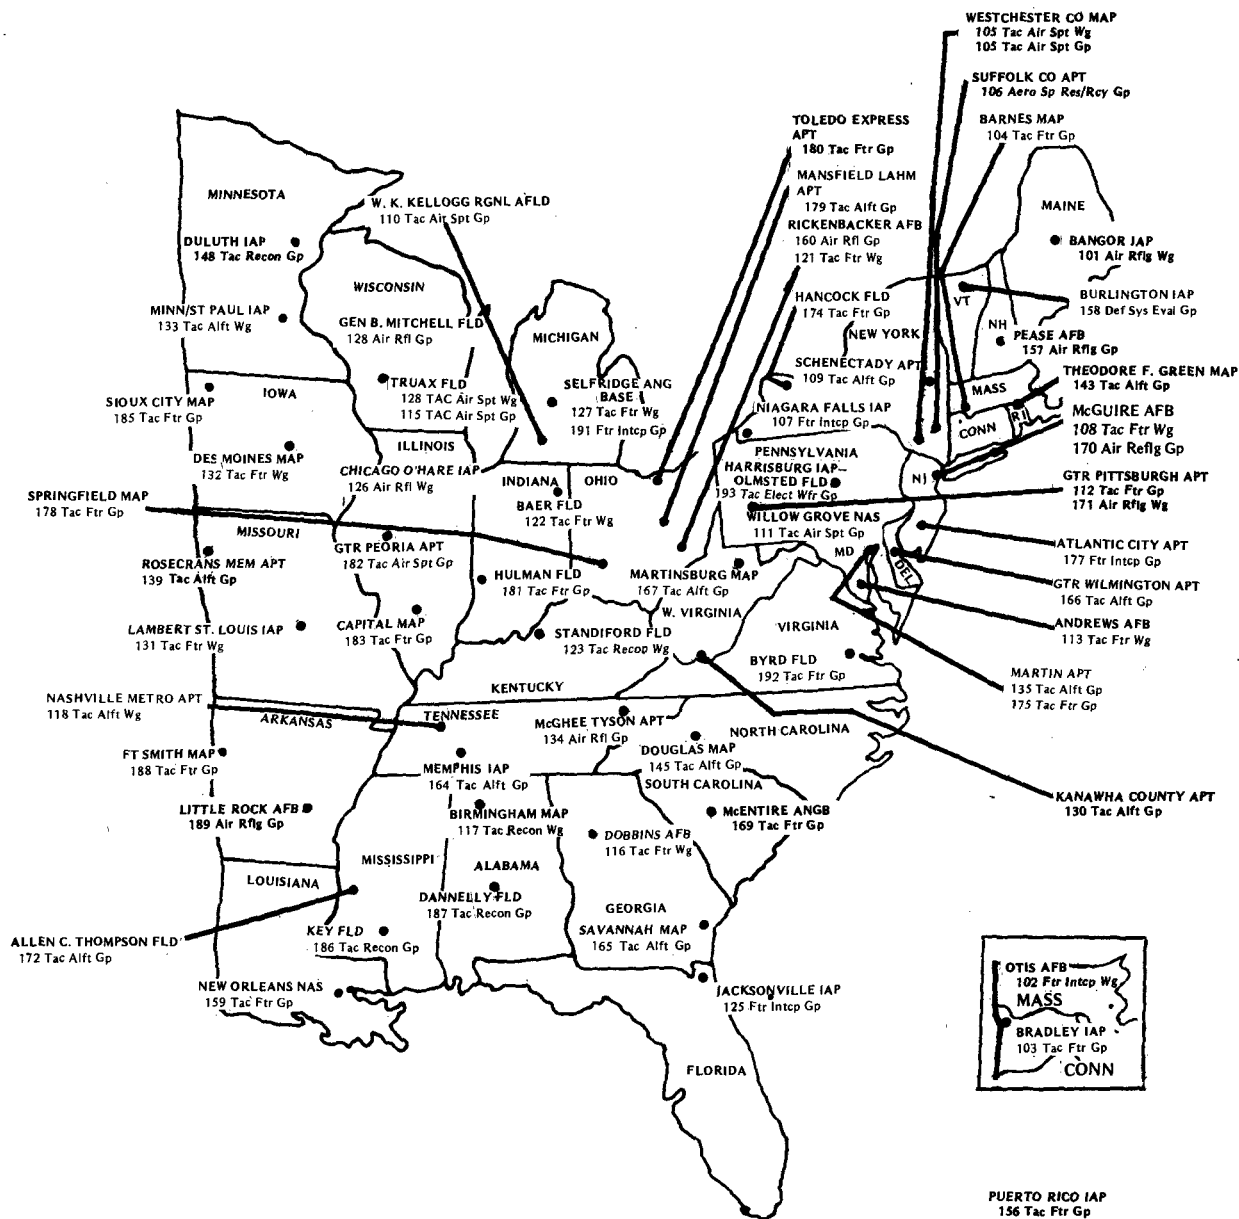 WESTCHESTER CO MAP
105 Tac Air Spt Wg
105 Tac Air Spt Gp
SUFFOLK CO APT
106 Aero Sp Res/Rcy Gp
BARNES MAP
104 Tac Ftr Gp
TOLEDO EXPRESS
APT
180 Tac Ftr Gp
MANSFIELD LAHM
APT
179 Tac Alft Gp
RICKENBACKER AFB
160 Air Rfl Gp
121 Tac Ftr Wg
HANCOCK FLD
174 Tac Ftr Gp
NEW YORK
SCHENECTADY APT
109 Tac Alft Gp
NIAGARA FALLS IAP
107 Ftr Intcp Gp
MINNESOTA
W. K. KELLOGG RGNL AFLD
110 Tac Air Spt Gp
DULUTH IAP
148 Tac Recon Gp
WISCONSIN
MINN/ST PAUL IAP
133 Tac Alft Wg
GEN B. MITCHELL FLD
128 Air Rfl Gp
MICHIGAN
TRUAX FLD
128 TAC Air Spt Wg
115 TAC Air Spt Gp
SELFRIDGE ANG
BASE
127 Tac Ftr Wg
191 Ftr Intcp Gp
IOWA
SIOUX CITY MAP
185 Tac Ftr Gp
ILLINOIS
DES MOINES MAP
132 Tac Ftr Wg
CHICAGO O'HARE IAP
126 Air Rfl Wg
INDIANA
OHIO
BAER FLD
122 Tac Ftr Wg
SPRINGFIELD MAP
178 Tac Ftr Gp
MISSOURI
GTR PEORIA APT
182 Tac Air Spt Gp
ROSECRANS MEM APT
139 Tac Alft Gp
HULMAN FLD
181 Tac Ftr Gp
LAMBERT ST. LOUIS IAP
131 Tac Ftr Wg
CAPITAL MAP
183 Tac Ftr Gp
MAINE
BANGOR IAP
101 Air Rflg Wg
VT
BURLINGTON IAP
158 Def Sys Eval Gp
NH
PEASE AFB
157 Air Rflg Gp
MASS
THEODORE F. GREEN MAP
143 Tac Alft Gp
CONN
RI
McGUIRE AFB
108 Tac Ftr Wg
170 Air Reflg Gp
PENNSYLVANIA
HARRISBURG IAP-
OLMSTED FLD
193 Tac Elect Wfr Gp
NJ
GTR PITTSBURGH APT
112 Tac Ftr Gp
171 Air Rflg Wg
WILLOW GROVE NAS
111 Tac Air Spt Gp
MD
DEL
ATLANTIC CITY APT
177 Ftr Intcp Gp
MARTINSBURG MAP
167 Tac Alft Gp
GTR WILMINGTON APT
166 Tac Alft Gp
W. VIRGINIA
VIRGINIA
ANDREWS AFB
113 Tac Ftr Wg
STANDIFORD FLD
123 Tac Recon Wg
BYRD FLD
192 Tac Ftr Gp
MARTIN APT
135 Tac Alft Gp
175 Tac Ftr Gp
NASHVILLE METRO APT
118 Tac Alft Wg
KENTUCKY
ARKANSAS
TENNESSEE
McGHEE TYSON APT
134 Air Rfl Gp
NORTH CAROLINA
FT SMITH MAP
188 Tac Ftr Gp
MEMPHIS IAP
164 Tac Alft Gp
DOUGLAS MAP
145 Tac Alft Gp
SOUTH CAROLINA
KANAWHA COUNTY APT
130 Tac Alft Gp
LITTLE ROCK AFB
189 Air Rflg Gp
BIRMINGHAM MAP
117 Tac Recon Wg
McENTIRE ANGB
169 Tac Ftr Gp
DOBBINS AFB
116 Tac Ftr Wg
MISSISSIPPI
ALABAMA
LOUISIANA
DANNELLY FLD
187 Tac Recon Gp
GEORGIA
ALLEN C. THOMPSON FLD
172 Tac Alft Gp
KEY FLD
186 Tac Recon Gp
SAVANNAH MAP
165 Tac Alft Gp
NEW ORLEANS NAS
159 Tac Ftr Gp
JACKSONVILLE IAP
125 Ftr Intcp Gp
FLORIDA
OTIS AFB
102 Ftr Intcp Wg
MASS
BRADLEY IAP
103 Tac Ftr Gp
CONN
PUERTO RICO IAP
156 Tac Ftr Gp